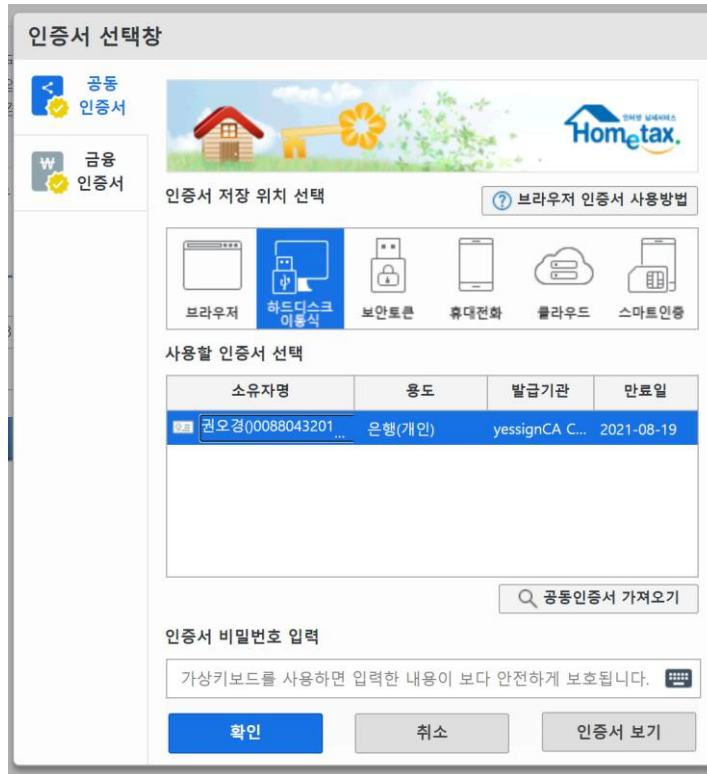 인증서 선택창
공동
인증서
금융
인증서
인터넷 납세서비스
Hometax.
인증서 저장 위치 선택
브라우저 인증서 사용방법
브라우저
하드디스크
이동식
보안토큰
휴대전화
클라우드
스마트인증
사용할 인증서 선택
소유자명 용도 발급기관 만료일
권오경()0088043201... 은행(개인) yessignCA C... 2021-08-19
공동인증서 가져오기
인증서 비밀번호 입력
가상키보드를 사용하면 입력한 내용이 보다 안전하게 보호됩니다.
확인
취소
인증서 보기